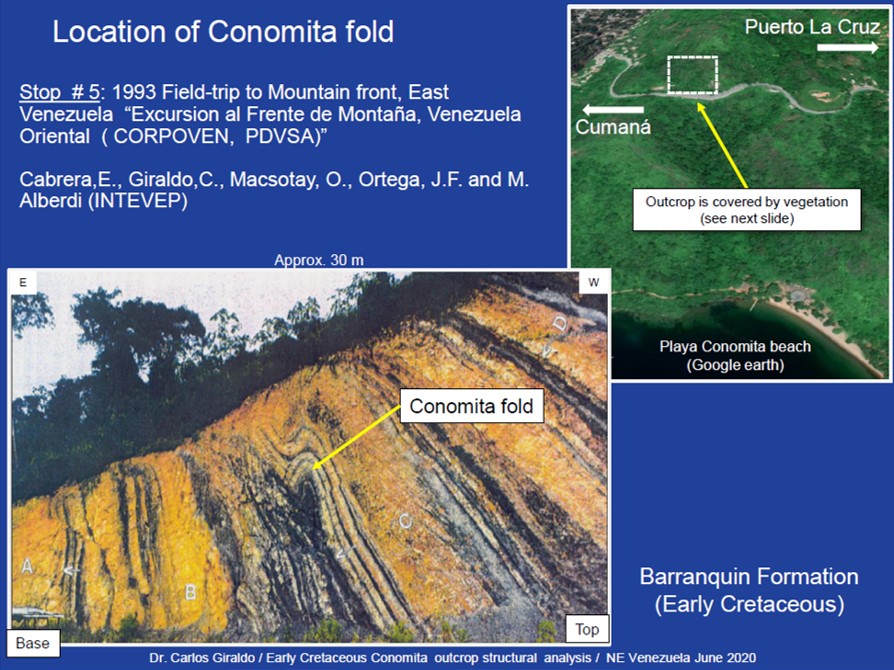 Location of Conomita fold
Stop # 5: 1993 Field-trip to Mountain front, East
Venezuela “Excursion al Frente de Montaña, Venezuela
Oriental ( CORPOVEN, PDVSA)”
Cabrera,E., Giraldo,C., Macsotay, O., Ortega, J.F. and M.
Alberdi (INTEVEP)
Puerto La Cruz
Cumaná
Outcrop is covered by vegetation
(see next slide)
Playa Conomita beach
(Google earth)
Approx. 30 m
E
W
D
Conomita fold
C
A
B
Base
Top
Barranquin Formation
(Early Cretaceous)
Dr. Carlos Giraldo / Early Cretaceous Conomita outcrop structural analysis / NE Venezuela June 2020